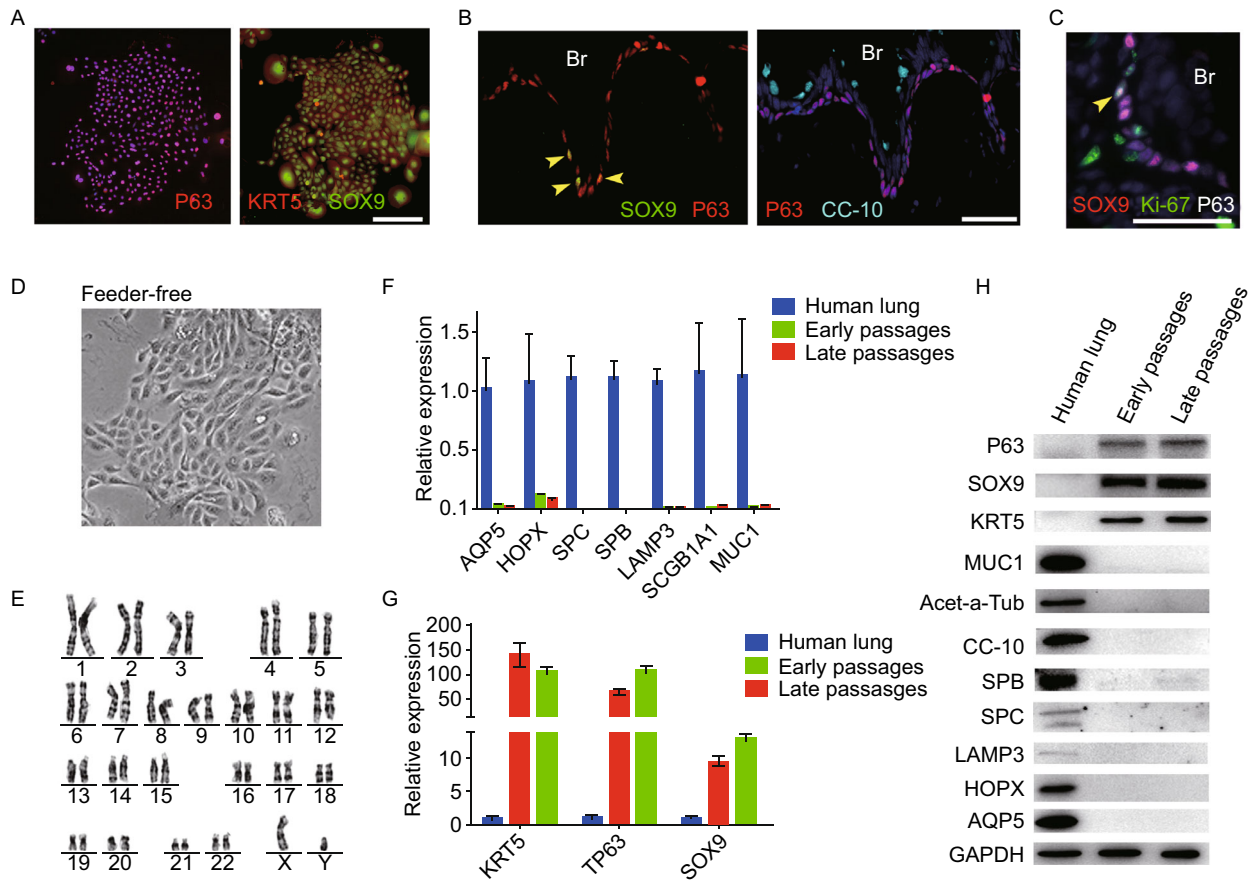 A
P63
KRT5 SOX9
B
Br
SOX9 P63
Br
P63 CC-10
C
Br
SOX9 Ki-67 P63
D
Feeder-free
E
1 2 3 4 5
6 7 8 9 10 11 12
13 14 15 16 17 18
19 20 21 22 X Y
F
Human lung
Early passages
Late passasges
Relative expression
1.5
1.0
0.5
0.1
AQP5 HOPX SPC SPB LAMP3 SCGB1A1 MUC1
G
Human lung
Early passages
Late passasges
Relative expression
200
150
100
50
10
5
0
KRT5 TP63 SOX9
H
Human lung Early passages Late passasges
P63
SOX9
KRT5
MUC1
Acet-a-Tub
CC-10
SPB
SPC
LAMP3
HOPX
AQP5
GAPDH